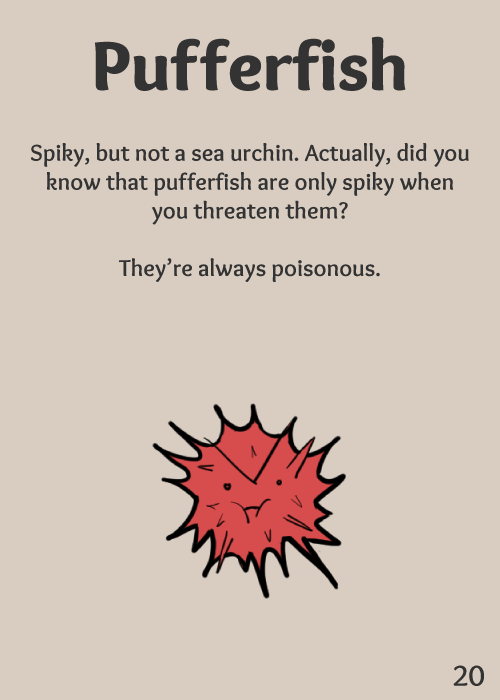 Pufferfish
Spiky, but not a sea urchin. Actually, did you
know that pufferfish are only spiky when
you threaten them?
They're always poisonous.
20